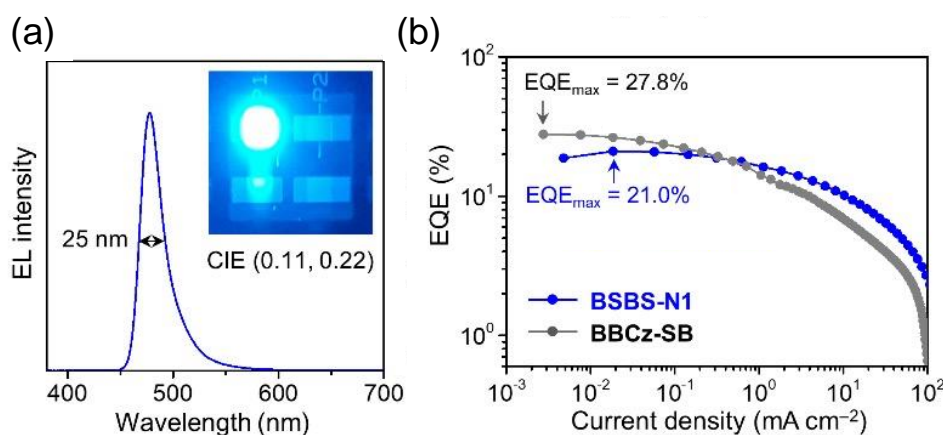 (a)
EL intensity
25 nm
P1
P2
CIE (0.11, 0.22)
400 500 600 700
Wavelength (nm)
(b)
EQE (%)
10²
10¹
10⁰
EQEmax = 27.8%
EQEmax = 21.0%
BSBS-N1
BBCz-SB
10⁻³ 10⁻² 10⁻¹ 10⁰ 10¹ 10²
Current density (mA cm⁻²)